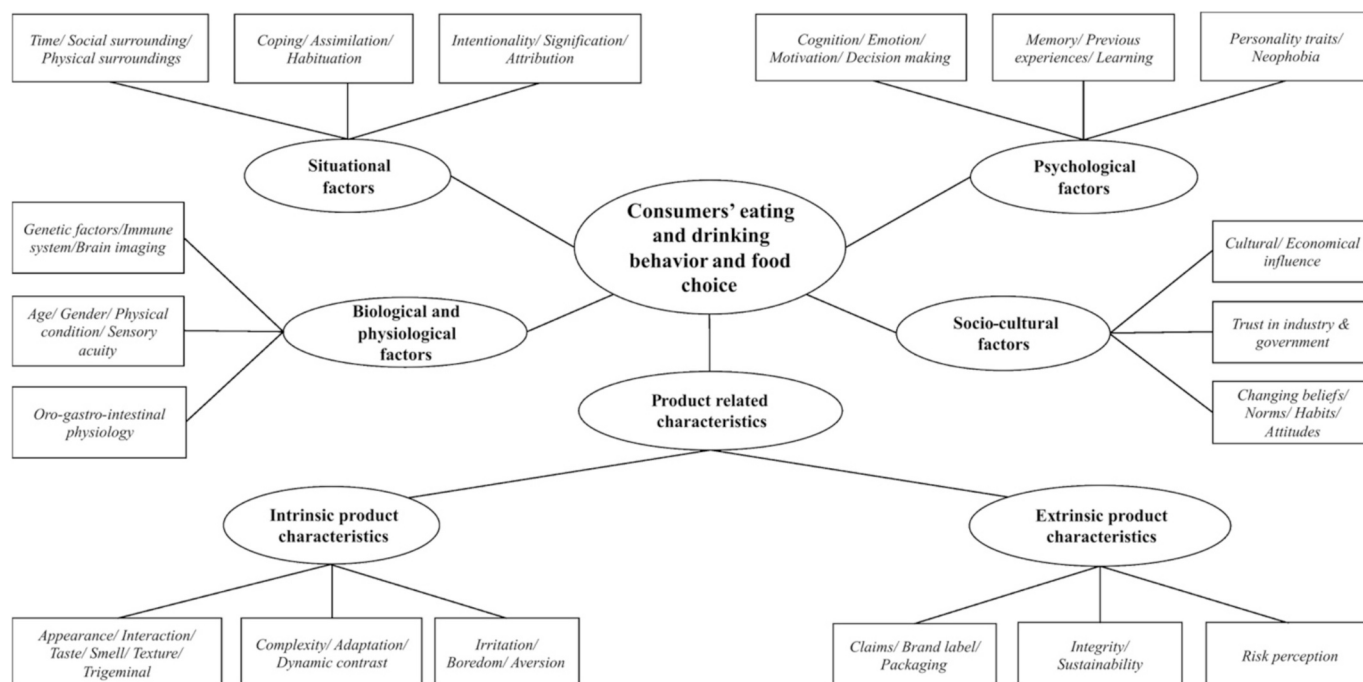 Time/ Social surrounding/
Physical surroundings
Coping/ Assimilation/
Habituation
Intentionality/ Signification/
Attribution
Cognition/ Emotion/
Motivation/ Decision making
Memory/ Previous
experiences/ Learning
Personality traits/
Neophobia
Situational
factors
Psychological
factors
Consumers’ eating
and drinking
behavior and food
choice
Genetic factors/Immune
system/Brain imaging
Age/ Gender/ Physical
condition/ Sensory
acuity
Oro-gastro-intestinal
physiology
Biological and
physiological
factors
Socio-cultural
factors
Cultural/ Economical
influence
Trust in industry &
government
Changing beliefs/
Norms/ Habits/
Attitudes
Product related
characteristics
Intrinsic product
characteristics
Extrinsic product
characteristics
Appearance/ Interaction/
Taste/ Smell/ Texture/
Trigeminal
Complexity/ Adaptation/
Dynamic contrast
Irritation/
Boredom/ Aversion
Claims/ Brand label/
Packaging
Integrity/
Sustainability
Risk perception